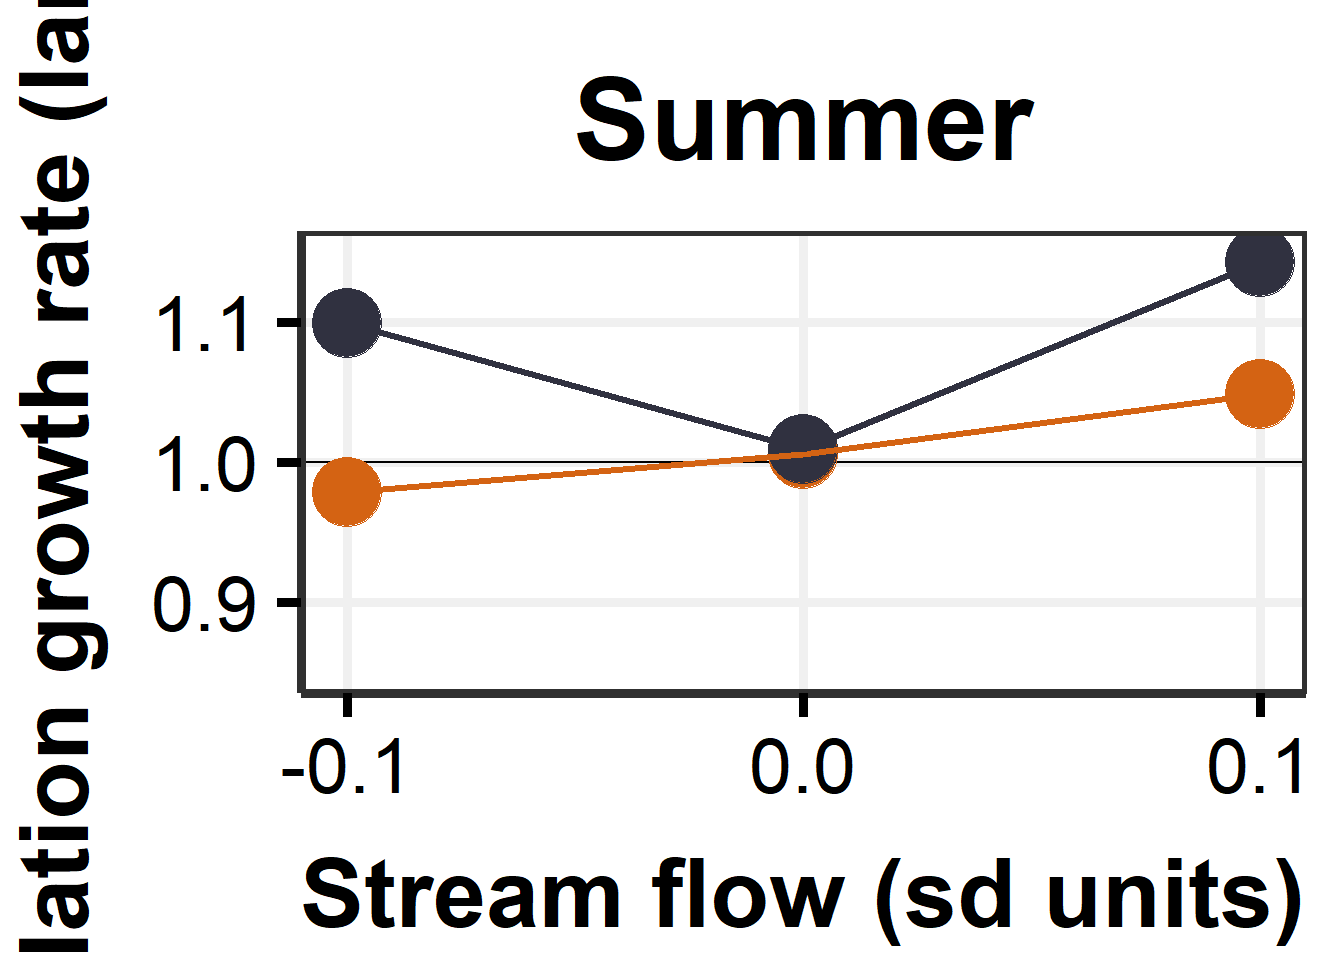 Summer
lation growth rate (la
1.1
1.0
0.9
-0.1 0.0 0.1
Stream flow (sd units)